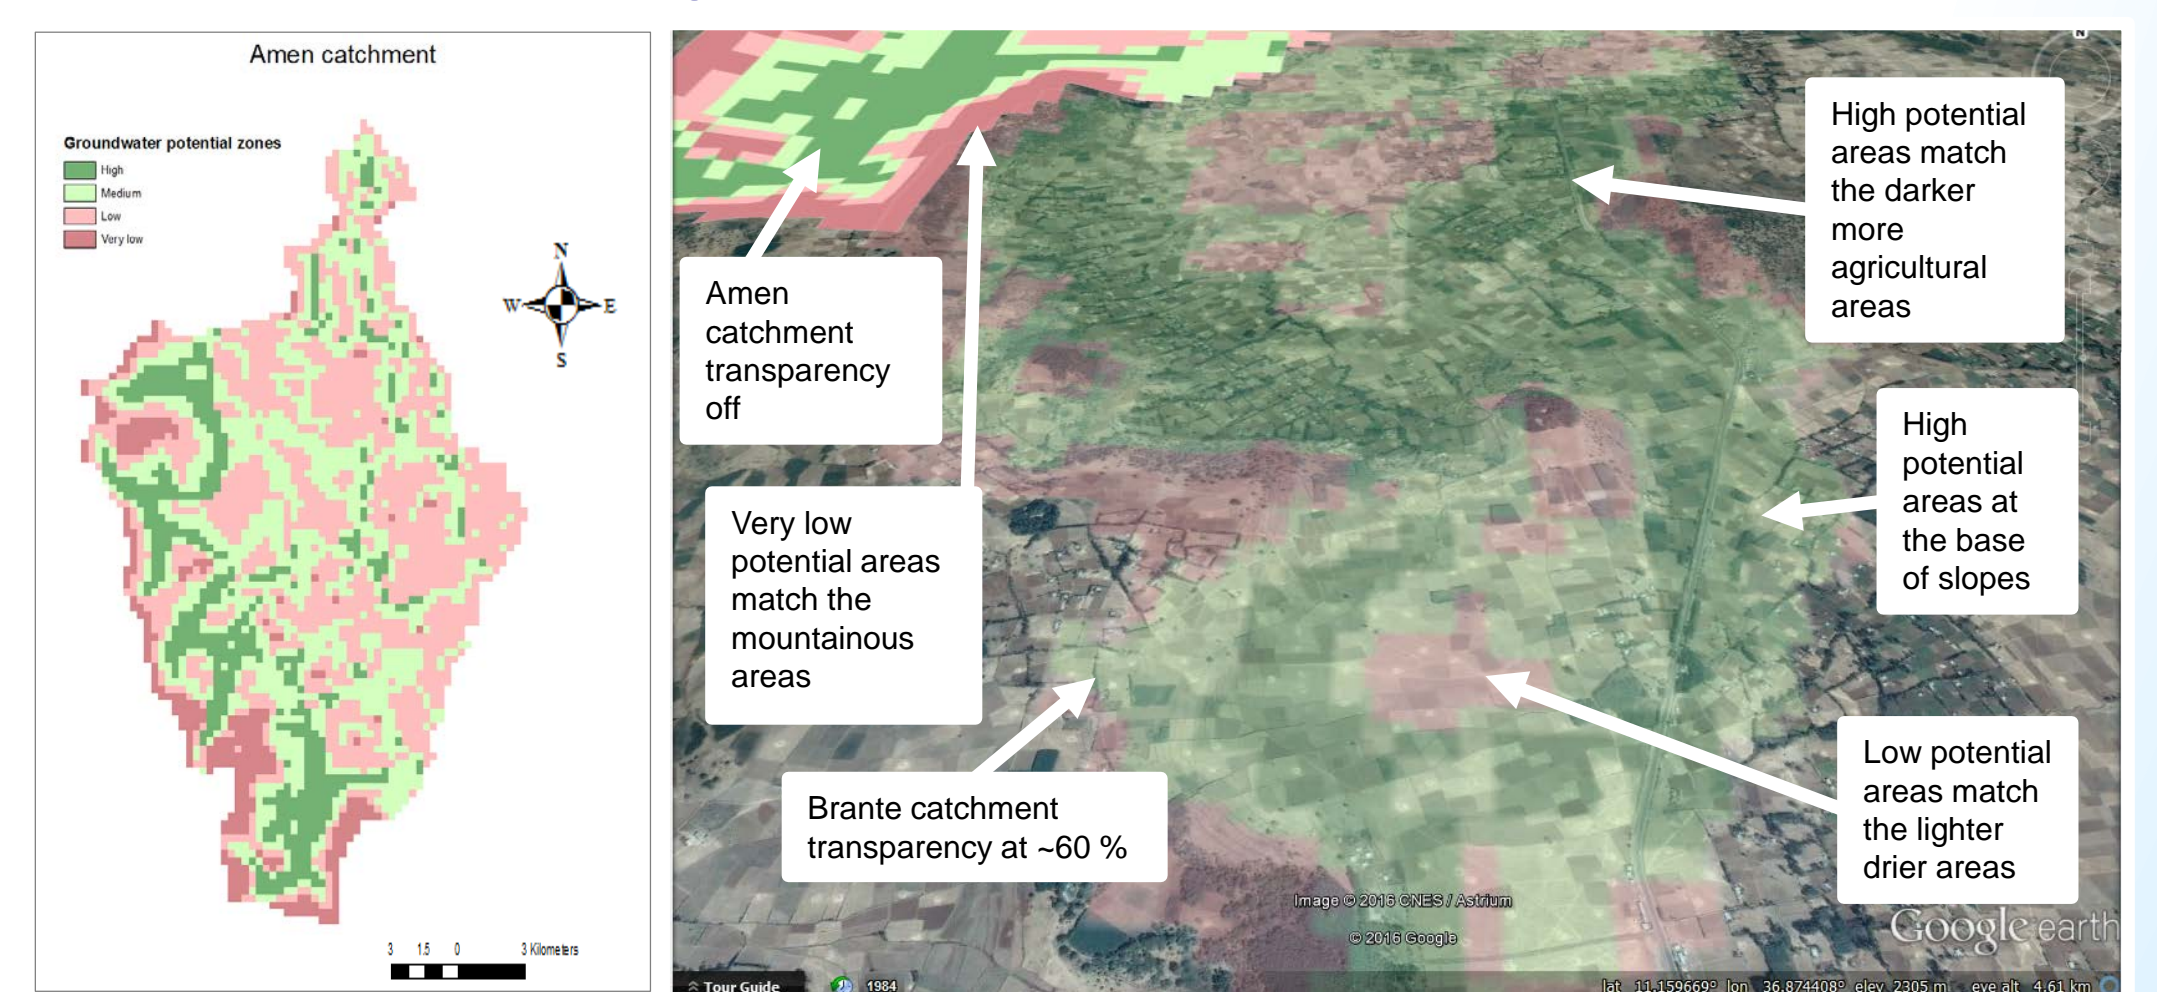 Amen catchment
Groundwater potential zones
High
Medium
Low
Very low
N
W
E
S
3 1.5 0 3 Kilometers
N
High potential
areas match
the darker
more
agricultural
areas
Amen
catchment
transparency
off
High
potential
areas at
the base
of slopes
Very low
potential areas
match the
mountainous
areas
Low potential
areas match
the lighter
drier areas
Brante catchment
transparency at ~60 %
Image © 2016 CNES / Astrium
© 2016 Google
Google earth
Tour Guide
1984
lat 11.159669° lon 36.874408° elev 2305 m eye alt 4.61 km